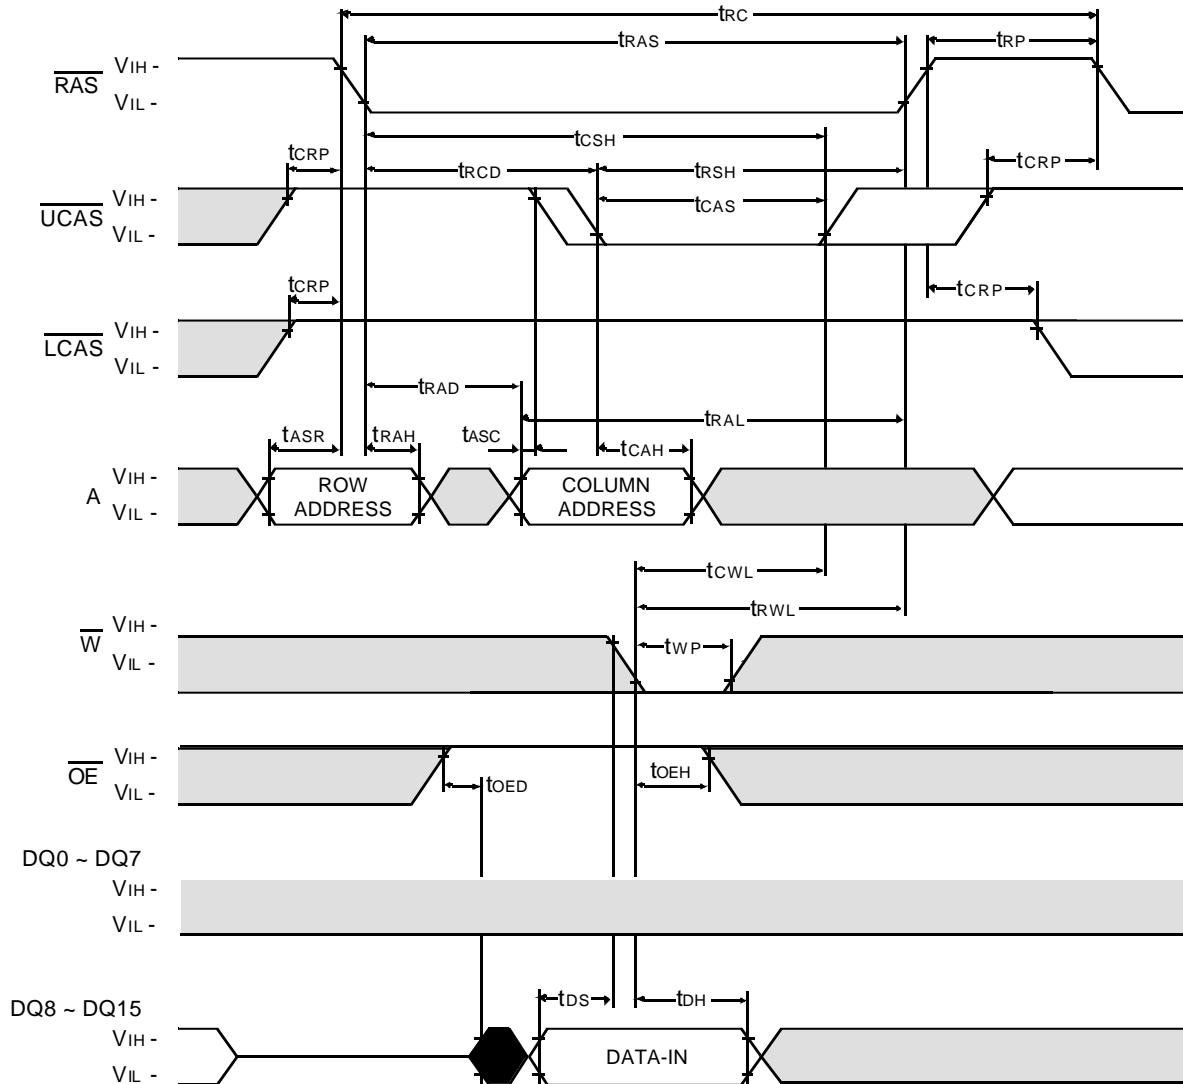 tRC
tRAS
tRP
RAS
VIH -
VIL -
tCSH
tCRP
tRCD
tRSH
tCRP
UCAS
VIH -
VIL -
tCAS
tCRP
tCRP
LCAS
VIH -
VIL -
tRAD
tRAL
tASR
tRAH
tASC
tCAH
A
VIH -
VIL -
ROW
ADDRESS
COLUMN
ADDRESS
tCWL
tRWL
W
VIH -
VIL -
tWP
OE
VIH -
VIL -
tOED
tOEH
DQ0 ~ DQ7
VIH -
VIL -
DQ8 ~ DQ15
VIH -
VIL -
tDS
tDH
DATA-IN